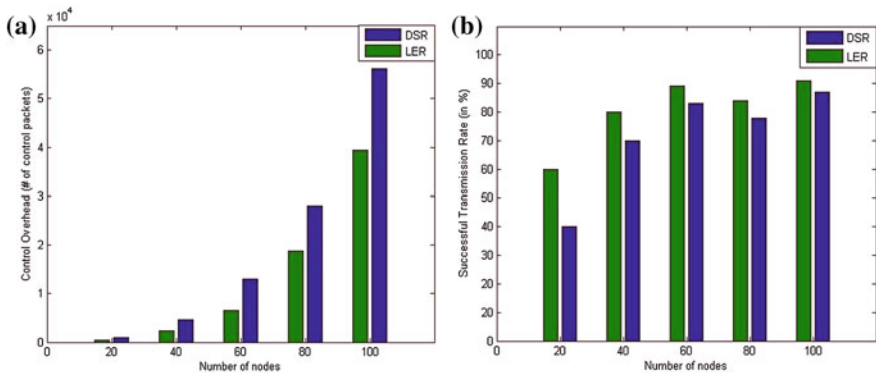 (a)
x 10^4
DSR
LER
6
5
4
3
2
1
0
Control Overhead (# of control packets)
0
20
40
60
80
100
Number of nodes
(b)
DSR
LER
100
90
80
70
60
50
40
30
20
10
0
Successful Transmission Rate (in %)
0
20
40
60
80
100
Number of nodes